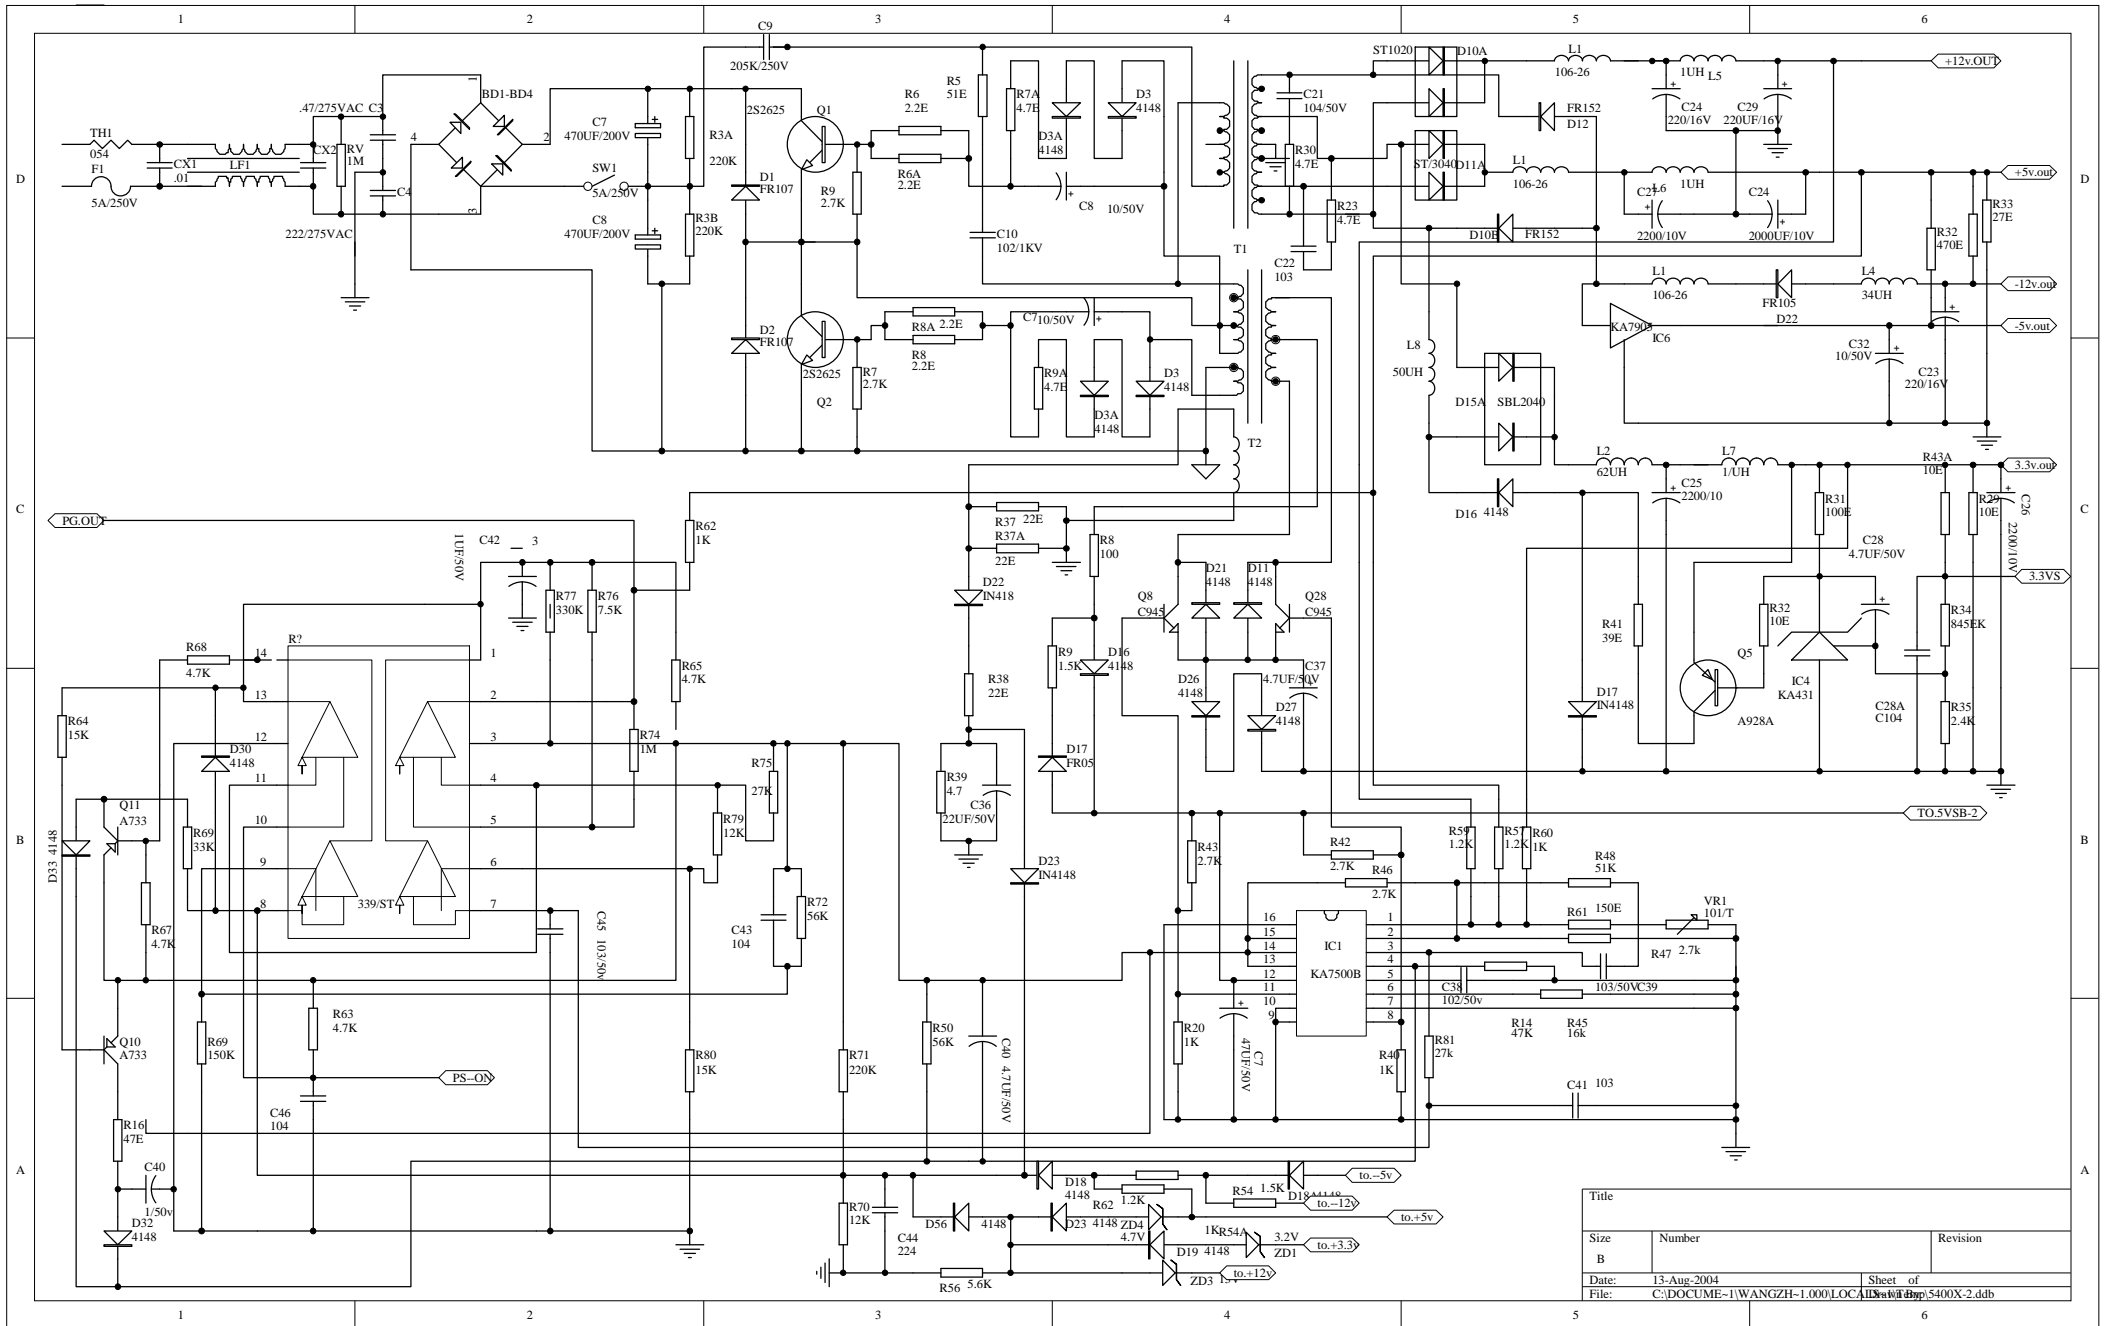 1 2 3 4 5 6
D
C
B
A
D
C
B
A
1 2 3 4 5 6
C9
205K/250V
TH1
054
F1
5A/250V
CX1
.01
LF1
CX2
RV
1M
.47/275VAC C3
C4
222/275VAC
BD1-BD4
1
2
3
4
C7
470UF/200V
SW1
5A/250V
C8
470UF/200V
R3A
220K
R3B
220K
2S2625
Q1
D1
FR107
R9
2.7K
D2
FR107
2S2625
Q2
R7
2.7K
R6
2.2E
R6A
2.2E
R8A
2.2E
R8
2.2E
R5
51E
C10
102/1KV
R7A
4.7E
D3A
4148
D3
4148
C8
10/50V
C7
10/50V
R9A
4.7E
D3A
4148
D3
4148
T1
T2
C21
104/50V
R30
4.7E
C22
103
R23
4.7E
ST1020
D10A
ST/3040
D11A
D10B
FR152
FR152
D12
L1
106-26
1UH
L5
C24
220/16V
C29
220UF/16V
+12v.OUT
L1
106-26
L6
1UH
C27
2200/10V
C24
2000UF/10V
+5v.out
R32
470E
R33
27E
L1
106-26
FR105
D22
L4
34UH
-12v.out
KA7905
IC6
-5v.out
C32
10/50V
C23
220/16V
L8
50UH
D15A
SBL2040
L2
62UH
L7
1/UH
C25
2200/10
D16
4148
R31
100E
R43A
10E
R29
10E
C26
2200/10V
3.3v.out
3.3VS
C28
4.7UF/50V
R41
39E
R32
10E
Q5
A928A
D17
IN4148
IC4
KA431
C28A
C104
R34
845EK
R35
2.4K
PG.OUT
1UF/50V
C42
3
R62
1K
R77
330K
R76
7.5K
R65
4.7K
R74
1M
R?
R68
4.7K
R64
15K
D30
4148
14
13
12
11
10
9
8
1
2
3
4
5
6
7
339/ST
Q11
A733
D33 4148
R69
33K
R67
4.7K
Q10
A733
R69
150K
R63
4.7K
PS--ON
C46
104
R16
47E
C40
1/50v
D32
4148
C45 103/50v
R75
27K
R79
12K
R72
56K
C43
104
R80
15K
R71
220K
R70
12K
C44
224
R37
22E
R37A
22E
D22
IN418
R38
22E
R39
4.7
C36
22UF/50V
D23
IN4148
R8
100
R9
1.5K
D16
4148
D17
FR05
Q8
C945
D21
4148
D11
4148
Q28
C945
D26
4148
D27
4148
C37
4.7UF/50V
TO.5VSB-2
R43
2.7K
R42
2.7K
R46
2.7K
R59
1.2K
R57
1.2K
R60
1K
R48
51K
R61
150E
VR1
101/T
R47
2.7k
IC1
KA7500B
16
15
14
13
12
11
10
9
1
2
3
4
5
6
7
8
C38
102/50v
103/50V
C39
R14
47K
R45
16k
R50
56K
C40 4.7UF/50V
R20
1K
C7
47UF/50V
R40
1K
R81
27k
C41
103
D18
4148
R62
1.2K
R54
1.5K
D18A
4148
to.--5v
to.--12v
to.+5v
to.+3.3v
to.+12v
D56
4148
D23
4148
ZD4
4.7V
1K
R54A
D19
4148
3.2V
ZD1
ZD3
R56
5.6K
Title
Size
B
Number
Revision
Date: 13-Aug-2004
Sheet of
File: C:\DOCUME~1\WANGZH~1.000\LOCALS~1\Temp\5400X-2.ddb
Drawn By: